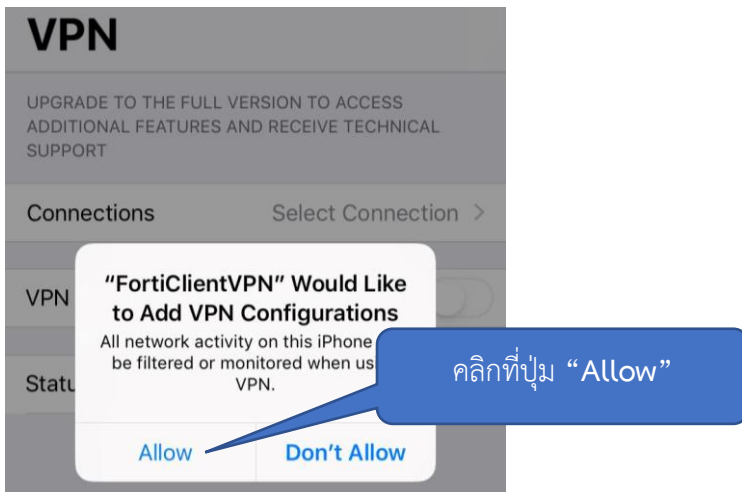 VPN
UPGRADE TO THE FULL VERSION TO ACCESS
ADDITIONAL FEATURES AND RECEIVE TECHNICAL
SUPPORT
Connections Select Connection >
"FortiClientVPN" Would Like
to Add VPN Configurations
VPN
All network activity on this iPhone
be filtered or monitored when
VPN.
คลิกที่ปุ่ม “Allow”
Allow Don't Allow